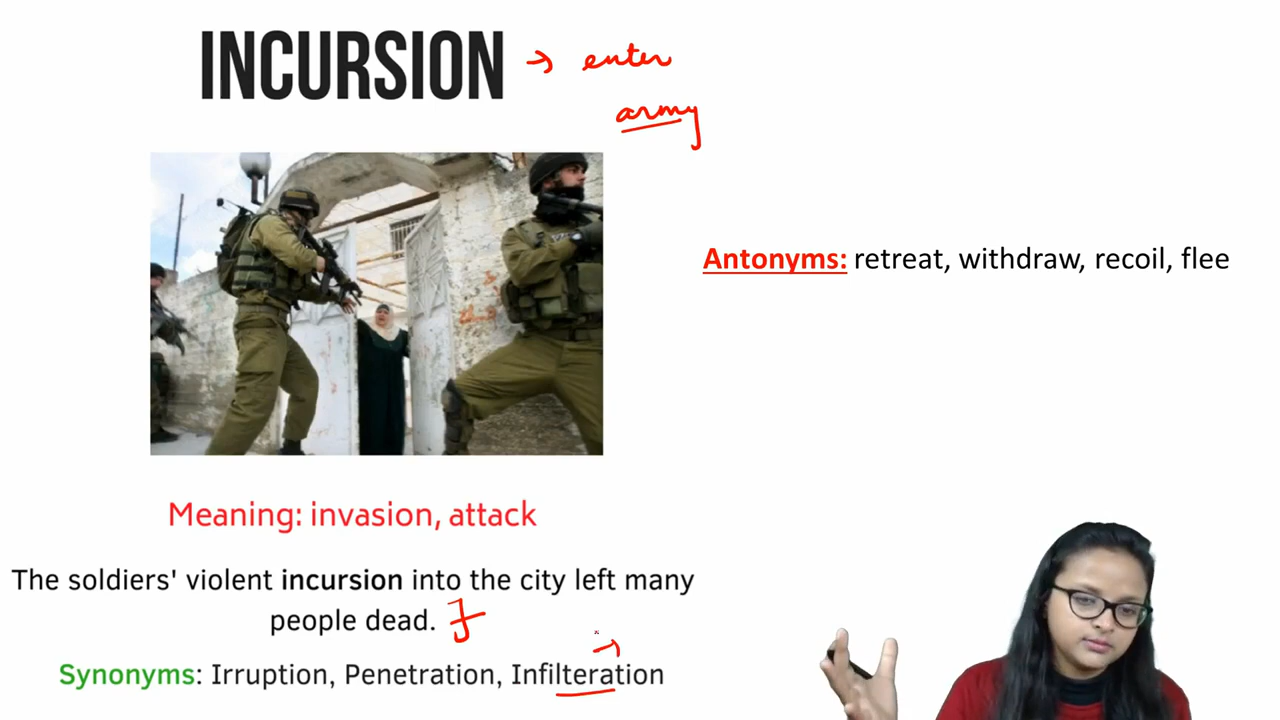 INCURSION → enter
army
Antonyms: retreat, withdraw, recoil, flee
Meaning: invasion, attack
The soldiers' violent incursion into the city left many
people dead.
Synonyms: Irruption, Penetration, Infilteration